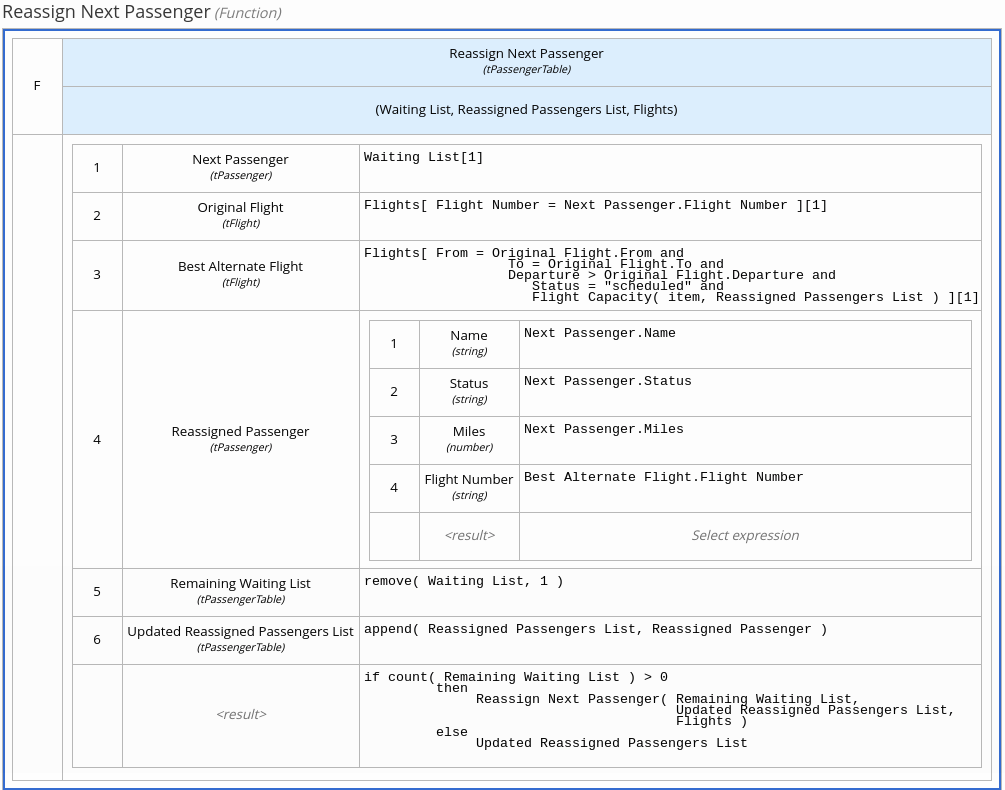 Reassign Next Passenger (Function)
F
Reassign Next Passenger
(tPassengerTable)
(Waiting List, Reassigned Passengers List, Flights)
1
Next Passenger
(tPassenger)
Waiting List[1]
2
Original Flight
(tFlight)
Flights[ Flight Number = Next Passenger.Flight Number ][1]
3
Best Alternate Flight
(tFlight)
Flights[ From = Original Flight.From and
To = Original Flight.To and
Departure > Original Flight.Departure and
Status = "scheduled" and
Flight Capacity( item, Reassigned Passengers List ) ][1]
4
Reassigned Passenger
(tPassenger)
1
Name
(string)
Next Passenger.Name
2
Status
(string)
Next Passenger.Status
3
Miles
(number)
Next Passenger.Miles
4
Flight Number
(string)
Best Alternate Flight.Flight Number
<result>
Select expression
5
Remaining Waiting List
(tPassengerTable)
remove( Waiting List, 1 )
6
Updated Reassigned Passengers List
(tPassengerTable)
append( Reassigned Passengers List, Reassigned Passenger )
<result>
if count( Remaining Waiting List ) > 0
then
Reassign Next Passenger( Remaining Waiting List,
Updated Reassigned Passengers List,
Flights )
else
Updated Reassigned Passengers List